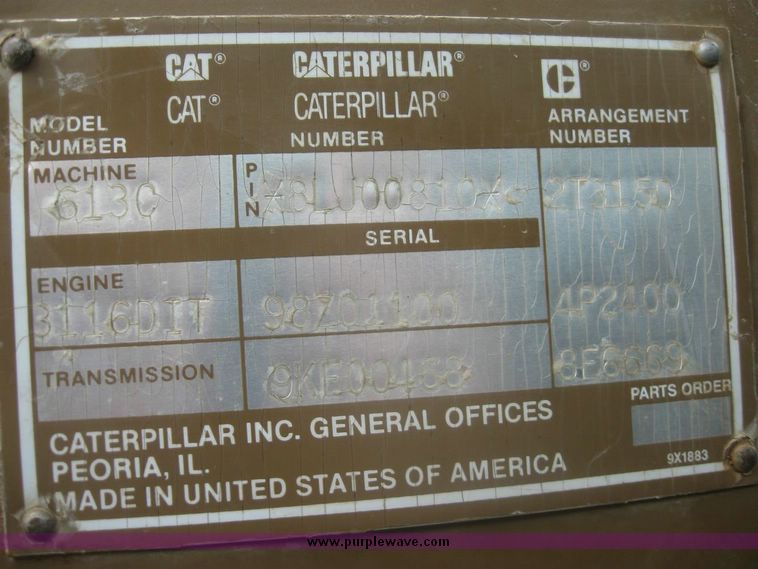 CAT® CATERPILLAR® ®
CAT® CATERPILLAR®
MODEL NUMBER NUMBER ARRANGEMENT NUMBER
MACHINE 613C PIN *8LJ00810* 2T3150
SERIAL
ENGINE 3116DIT 98Z01100 4P2400
TRANSMISSION 9KE00468 8E6669
PARTS ORDER
CATERPILLAR INC. GENERAL OFFICES
PEORIA, IL. 9X1883
MADE IN UNITED STATES OF AMERICA
www.purplewave.com